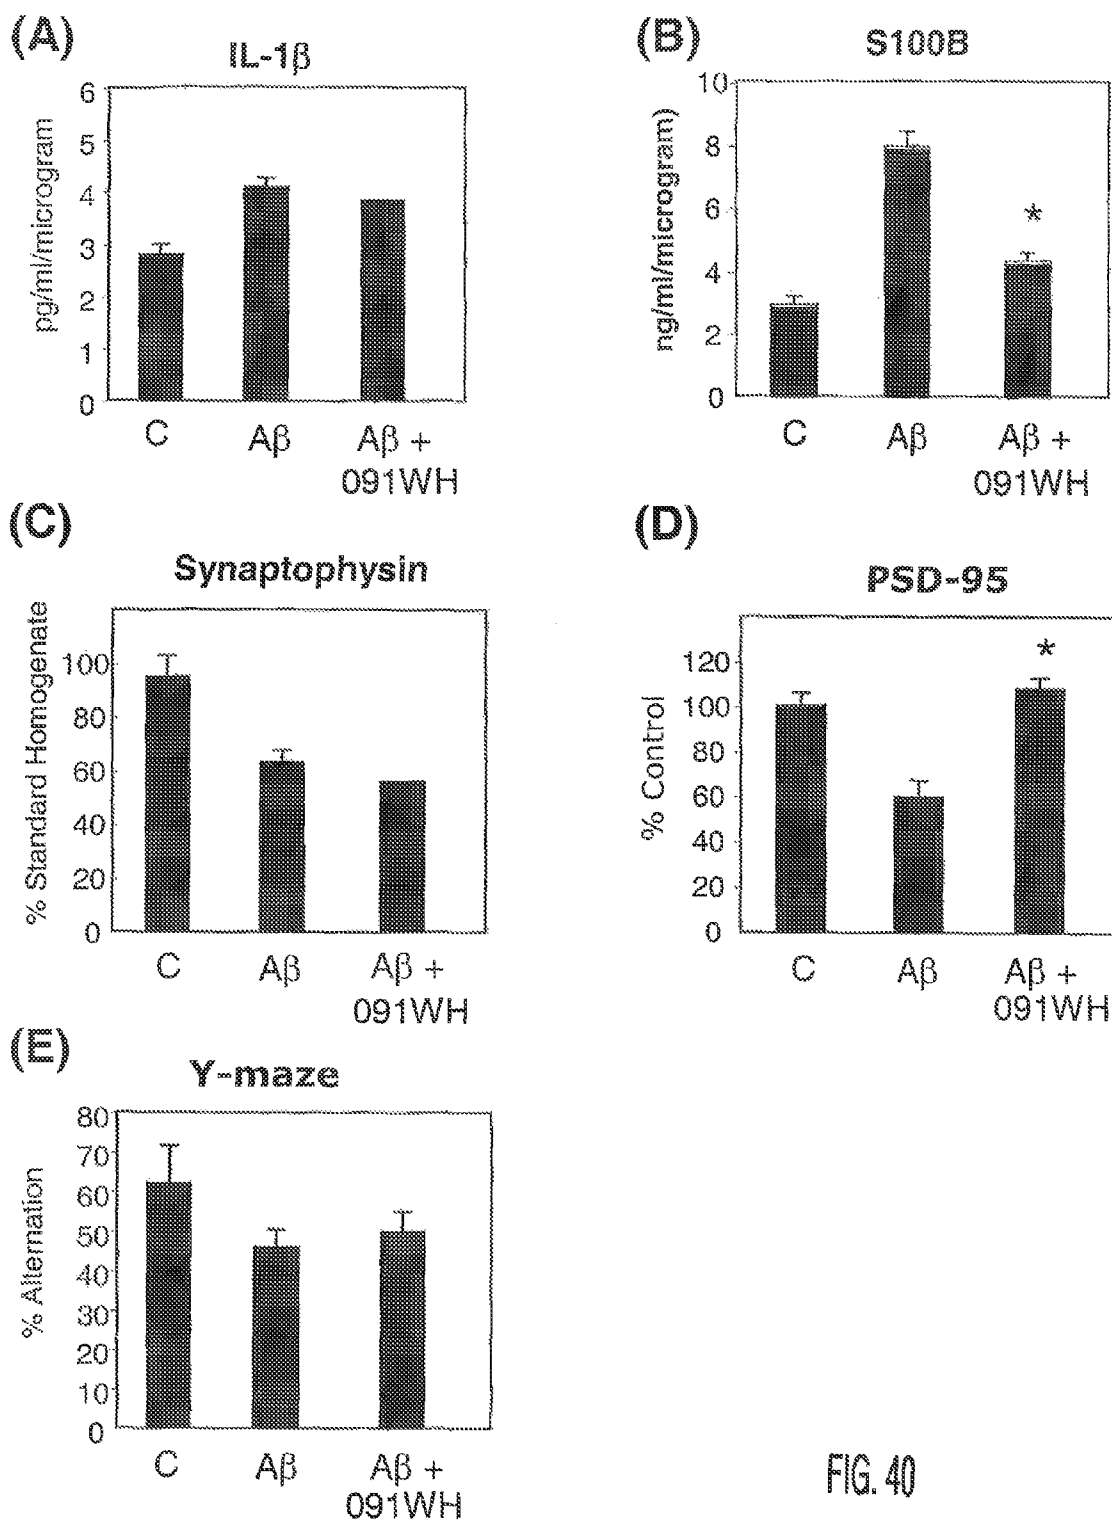 (A)
IL-1β
pg/ml/microgram
6
5
4
3
2
1
0
C
Aβ
Aβ +
091WH
(B)
S100B
ng/ml/microgram)
10
8
6
4
2
0
*
C
Aβ
Aβ +
091WH
(C)
Synaptophysin
% Standard Homogenate
100
80
60
40
20
0
C
Aβ
Aβ +
091WH
(D)
PSD-95
% Control
120
100
80
60
40
20
0
*
C
Aβ
Aβ +
091WH
(E)
Y-maze
% Alternation
80
70
60
50
40
30
20
10
0
C
Aβ
Aβ +
091WH
FIG. 40